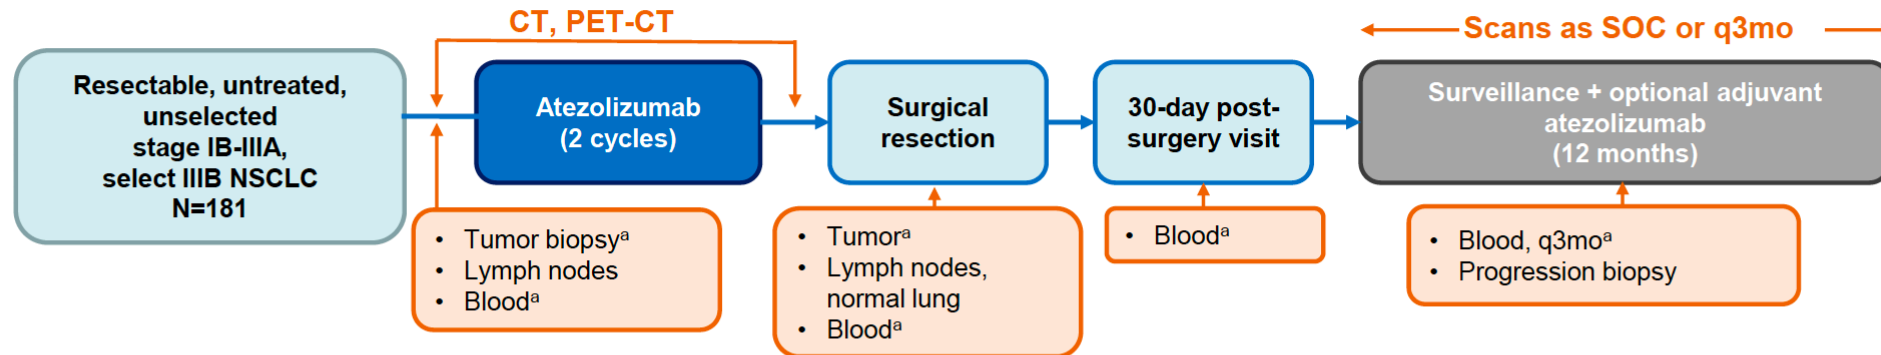 CT, PET-CT
Scans as SOC or q3mo
Resectable, untreated,
unselected
stage IB-IIIA,
select IIIB NSCLC
N=181
Atezolizumab
(2 cycles)
Surgical
resection
30-day post-
surgery visit
Surveillance + optional adjuvant
atezolizumab
(12 months)
• Tumor biopsyᵃ
• Lymph nodes
• Bloodᵃ
• Tumorᵃ
• Lymph nodes,
normal lung
• Bloodᵃ
• Bloodᵃ
• Blood, q3moᵃ
• Progression biopsy